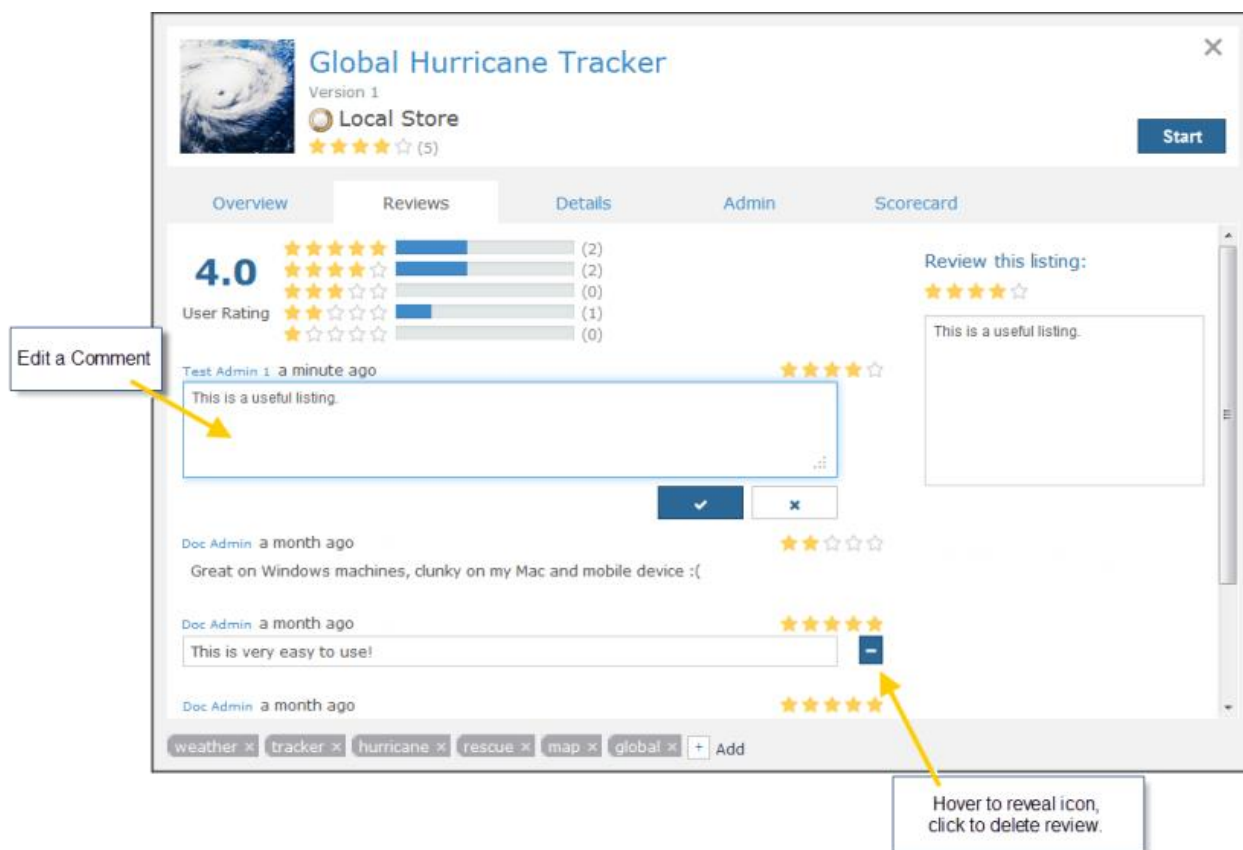 Global Hurricane Tracker
Version 1
Local Store
(5)
Start
Overview Reviews Details Admin Scorecard
4.0
User Rating
(2)
(2)
(0)
(1)
(0)
Review this listing:
This is a useful listing.
Edit a Comment
Test Admin 1 a minute ago
This is a useful listing.
Doc Admin a month ago
Great on Windows machines, clunky on my Mac and mobile device :(
Doc Admin a month ago
This is very easy to use!
Doc Admin a month ago
weather × tracker × hurricane × rescue × map × global × + Add
Hover to reveal icon,
click to delete review.